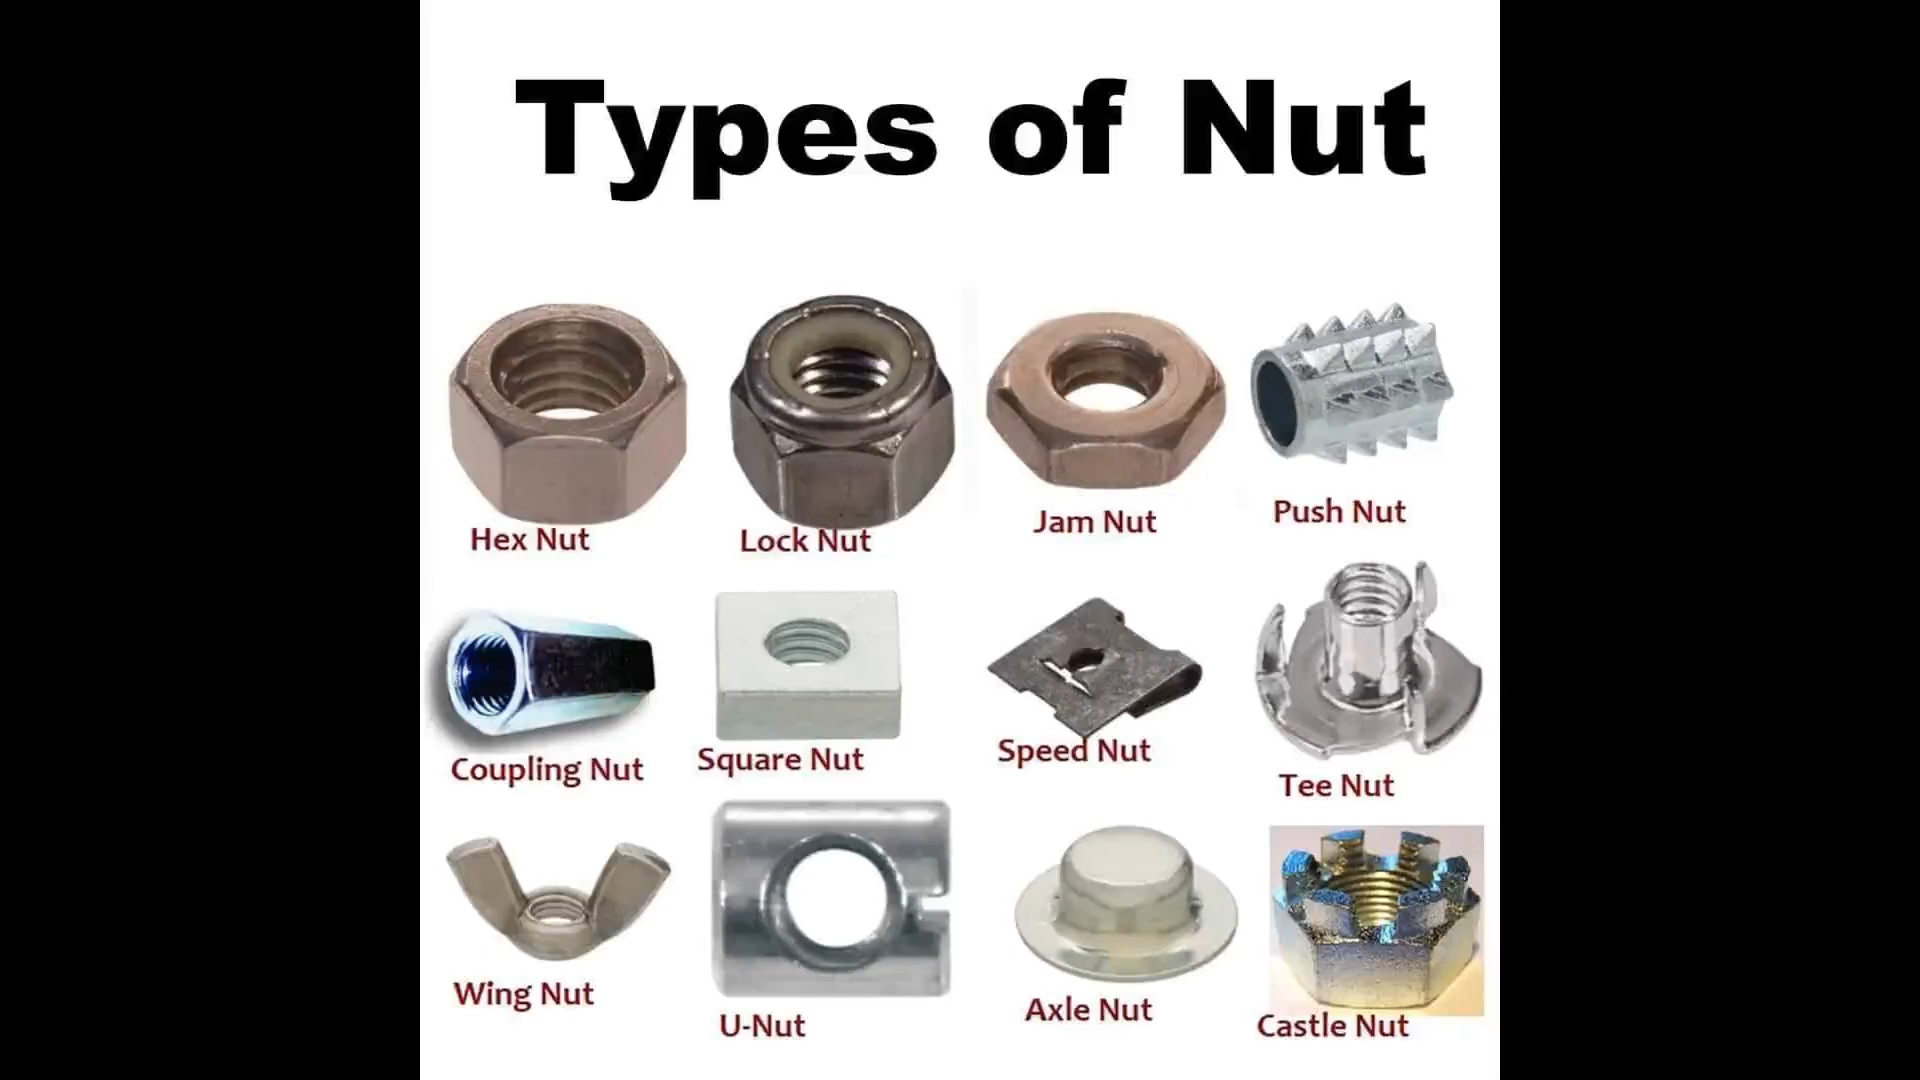 Types of Nut
Hex Nut
Lock Nut
Jam Nut
Push Nut
Coupling Nut
Square Nut
Speed Nut
Tee Nut
Wing Nut
U-Nut
Axle Nut
Castle Nut